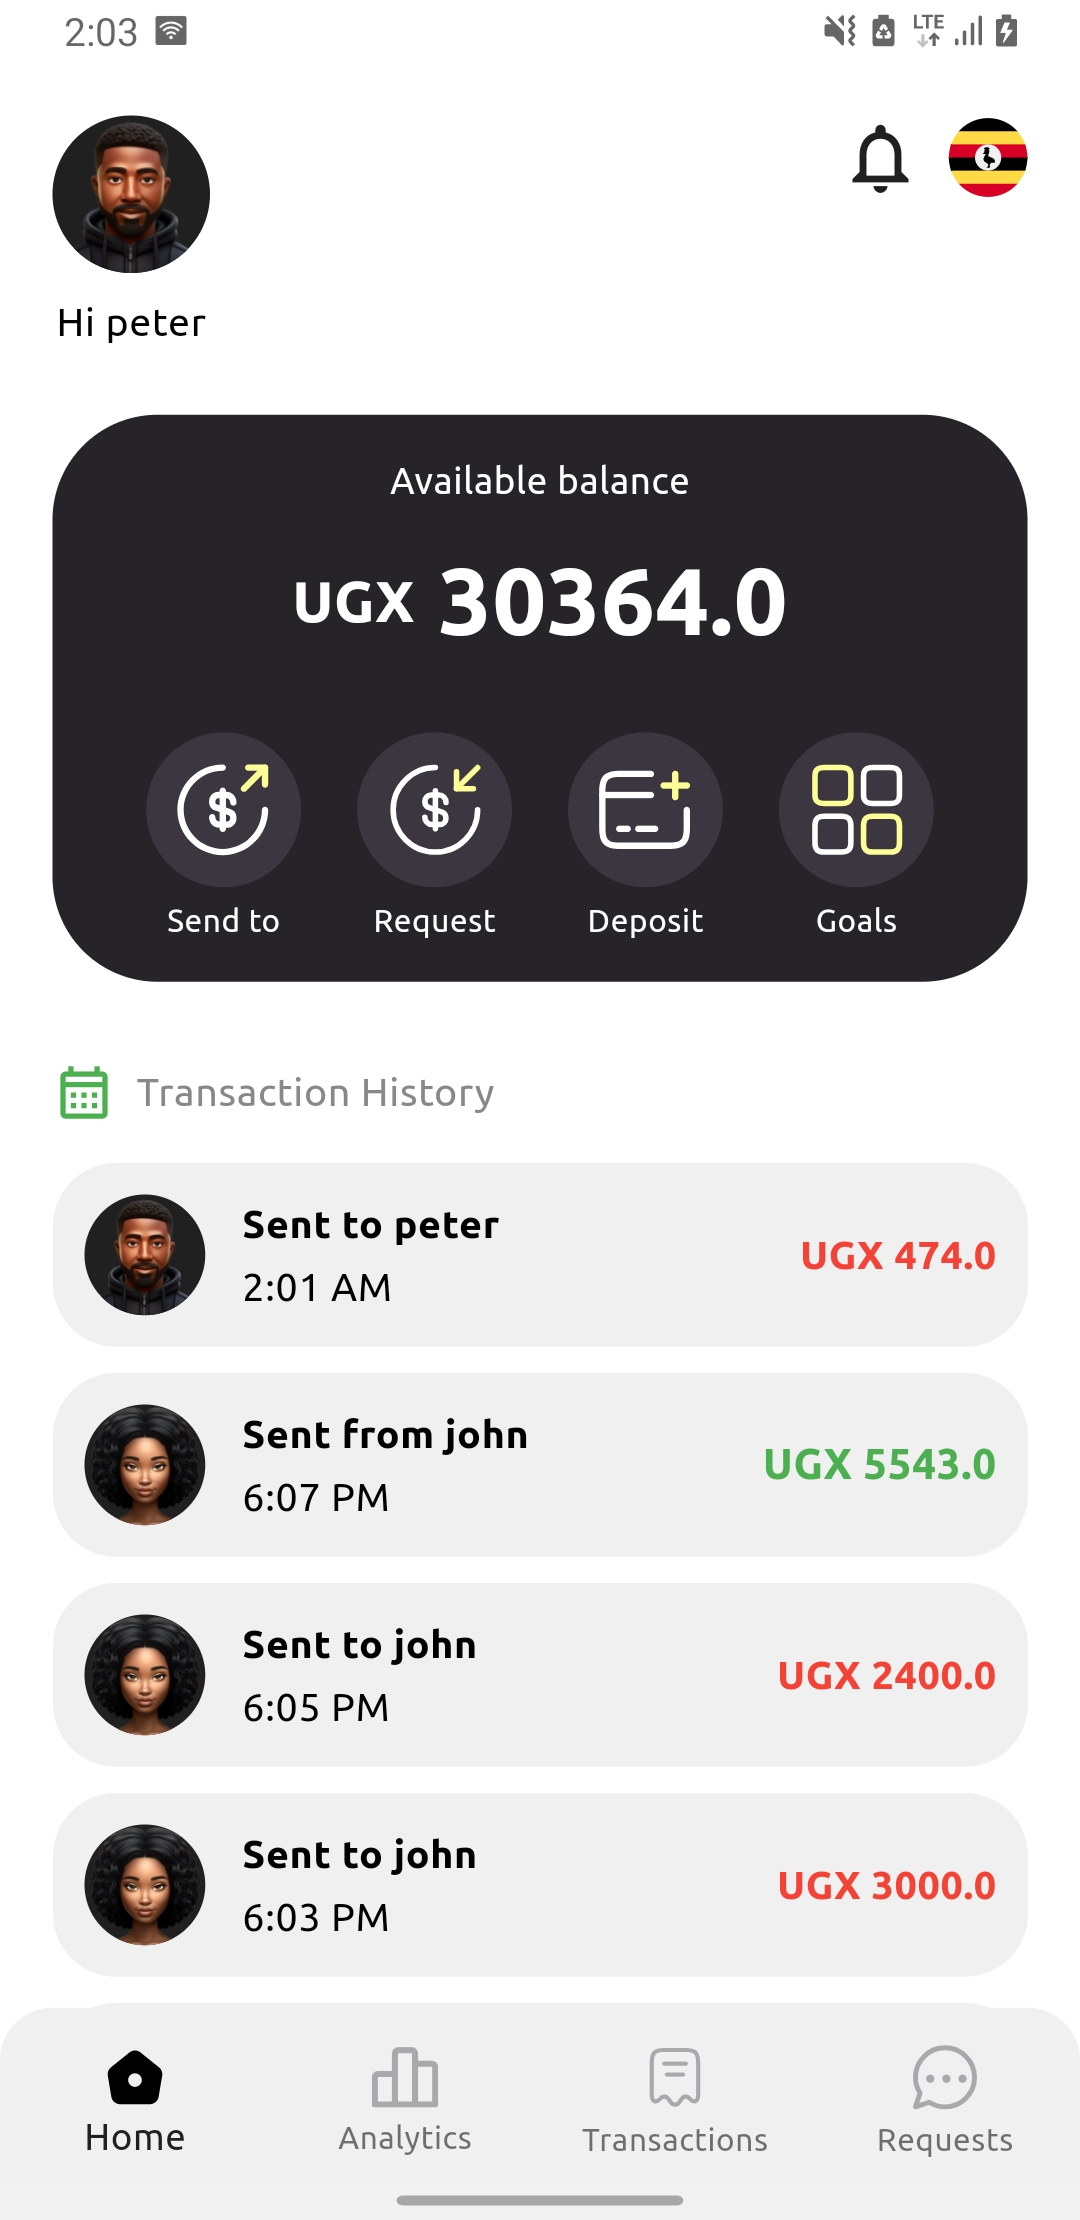 2:03
LTE
Hi peter
Available balance
UGX 30364.0
Send to
Request
Deposit
Goals
Transaction History
Sent to peter
2:01 AM
UGX 474.0
Sent from john
6:07 PM
UGX 5543.0
Sent to john
6:05 PM
UGX 2400.0
Sent to john
6:03 PM
UGX 3000.0
Home
Analytics
Transactions
Requests